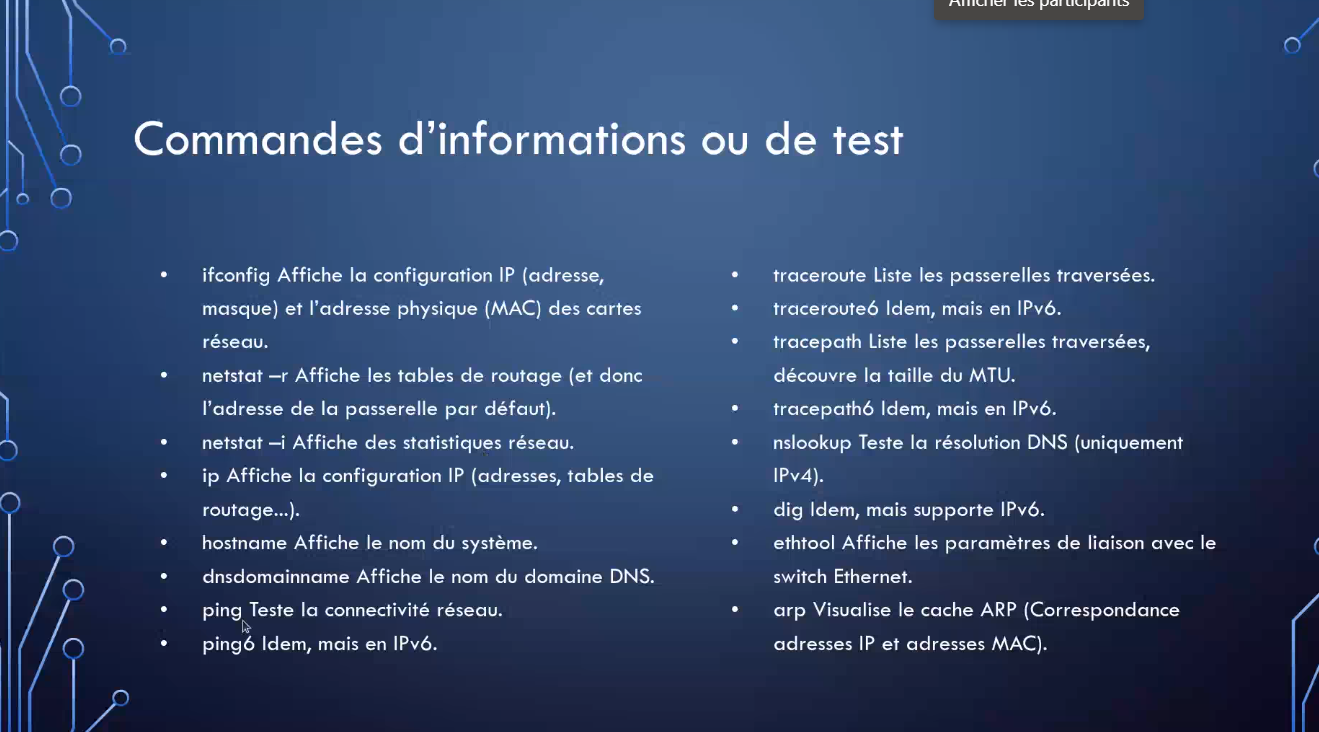 Afficher les participants
Commandes d’informations ou de test
• ifconfig Affiche la configuration IP (adresse,
masque) et l’adresse physique (MAC) des cartes
réseau.
• netstat –r Affiche les tables de routage (et donc
l’adresse de la passerelle par défaut).
• netstat –i Affiche des statistiques réseau.
• ip Affiche la configuration IP (adresses, tables de
routage...).
• hostname Affiche le nom du système.
• dnsdomainname Affiche le nom du domaine DNS.
• ping Teste la connectivité réseau.
• ping6 Idem, mais en IPv6.
• traceroute Liste les passerelles traversées.
• traceroute6 Idem, mais en IPv6.
• tracepath Liste les passerelles traversées,
découvre la taille du MTU.
• tracepath6 Idem, mais en IPv6.
• nslookup Teste la résolution DNS (uniquement
IPv4).
• dig Idem, mais supporte IPv6.
• ethtool Affiche les paramètres de liaison avec le
switch Ethernet.
• arp Visualise le cache ARP (Correspondance
adresses IP et adresses MAC).